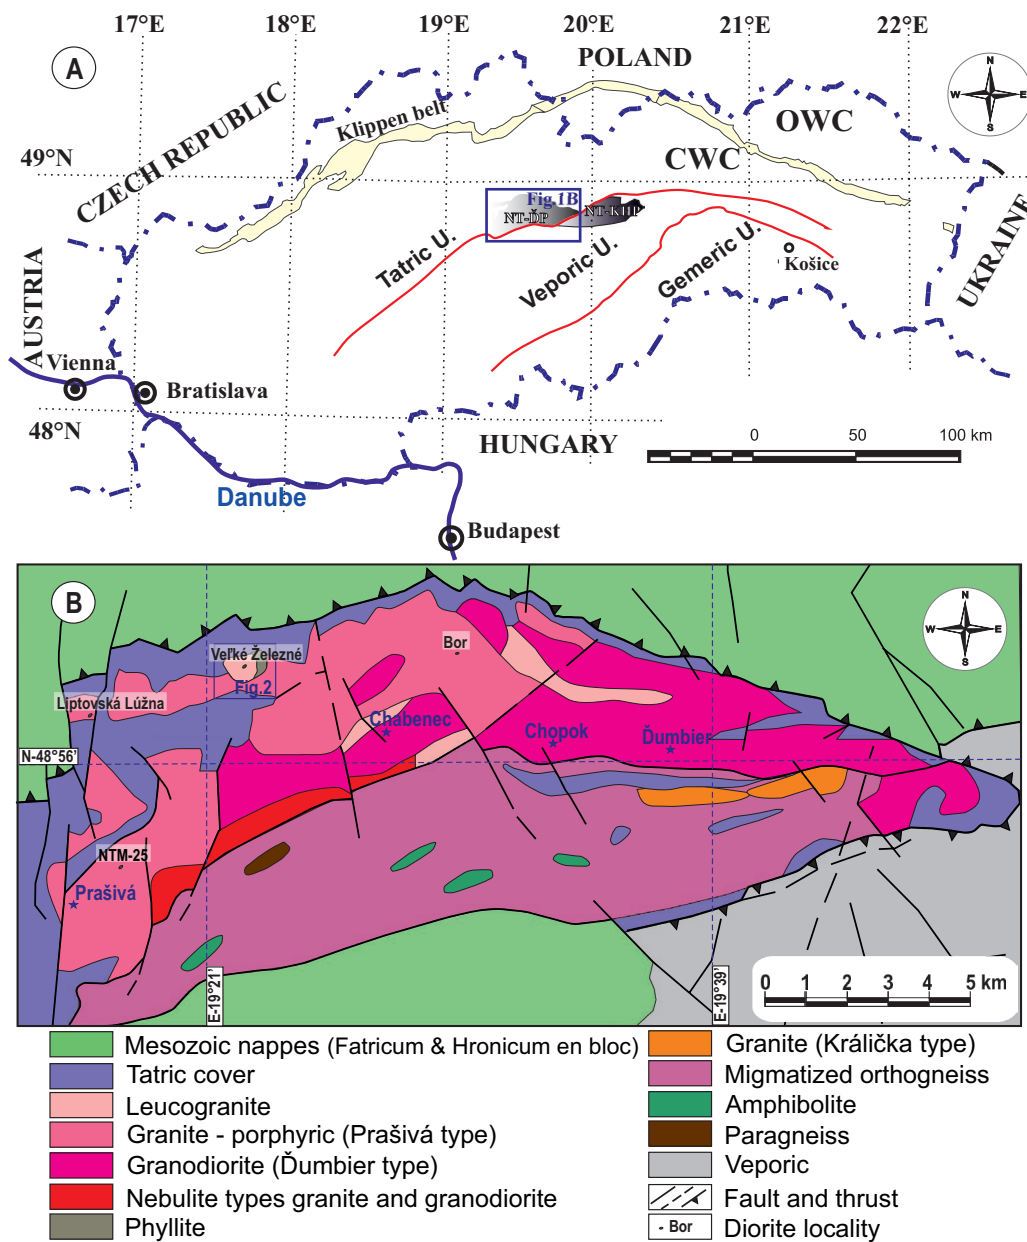 17°E 18°E 19°E 20°E 21°E 22°E
A
POLAND
N
W E
S
CZECH REPUBLIC
Klippen belt
OWC
49°N
CWC
Fig.1B
NT-ĎP NT-KHP
UKRAINE
Tatric U.
Veporic U.
Gemeric U.
Košice
AUSTRIA
Vienna
Bratislava
48°N
HUNGARY
0 50 100 km
Danube
Budapest
B
N
W E
S
Bor
Veľké Železné
Fig.2
Liptovská Lúžna
Chabenec
Chopok
Ďumbier
N-48°56'
NTM-25
Prašivá
E-19°21'
E-19°39'
0 1 2 3 4 5 km
Mesozoic nappes (Fatricum & Hronicum en bloc)
Tatric cover
Leucogranite
Granite - porphyric (Prašivá type)
Granodiorite (Ďumbier type)
Nebulite types granite and granodiorite
Phyllite
Granite (Králička type)
Migmatized orthogneiss
Amphibolite
Paragneiss
Veporic
Fault and thrust
Bor Diorite locality